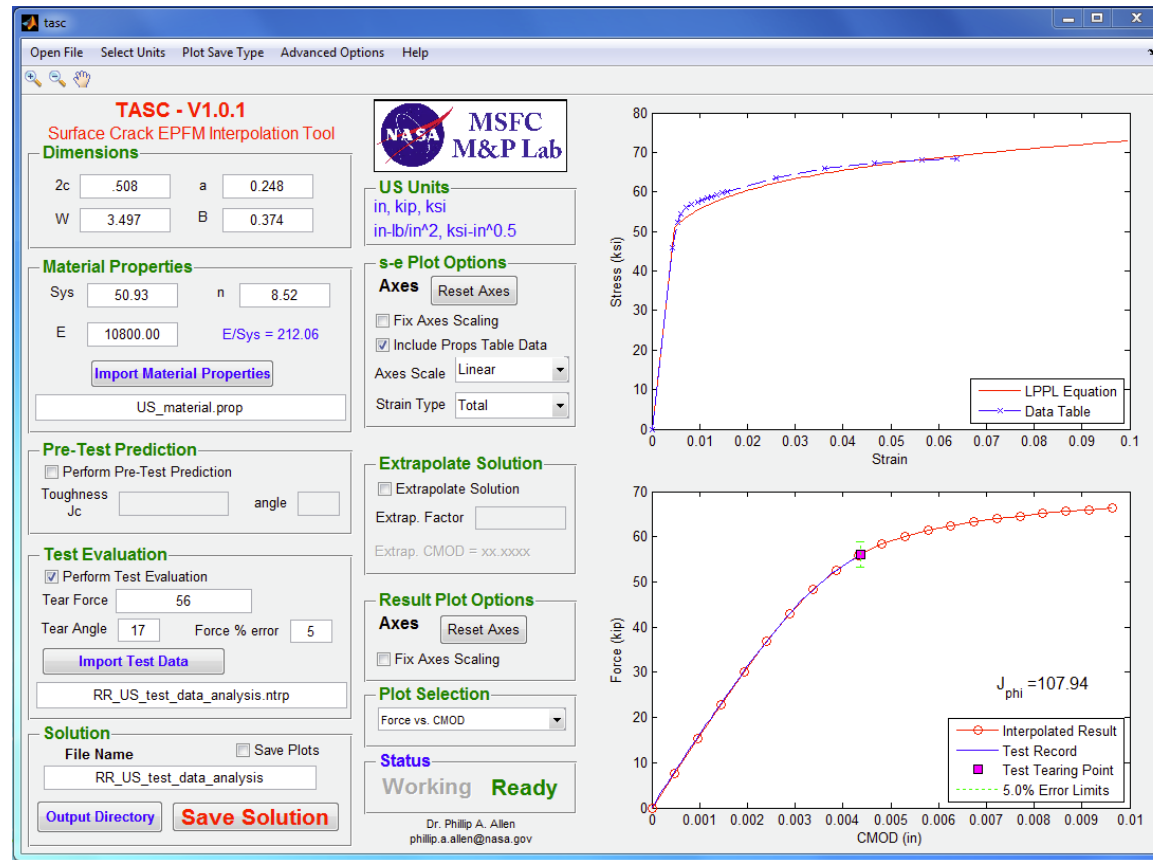 tasc
Open File Select Units Plot Save Type Advanced Options Help
TASC - V1.0.1
Surface Crack EPFM Interpolation Tool
Dimensions
2c .508 a 0.248
W 3.497 B 0.374
Material Properties
Sys 50.93 n 8.52
E 10800.00 E/Sys = 212.06
Import Material Properties
US_material.prop
Pre-Test Prediction
Perform Pre-Test Prediction
Toughness
Jc angle
Test Evaluation
Perform Test Evaluation
Tear Force 56
Tear Angle 17 Force % error 5
Import Test Data
RR_US_test_data_analysis.ntrp
Solution
File Name Save Plots
RR_US_test_data_analysis
Output Directory Save Solution
NASA
MSFC
M&P Lab
US Units
in, kip, ksi
in-lb/in^2, ksi-in^0.5
s-e Plot Options
Axes Reset Axes
Fix Axes Scaling
Include Props Table Data
Axes Scale Linear
Strain Type Total
Extrapolate Solution
Extrapolate Solution
Extrap. Factor
Extrap. CMOD = xx.xxxx
Result Plot Options
Axes Reset Axes
Fix Axes Scaling
Plot Selection
Force vs. CMOD
Status
Working Ready
Dr. Phillip A. Allen
phillip.a.allen@nasa.gov
80
70
60
50
40
30
20
10
0
Stress (ksi)
LPPL Equation
Data Table
0 0.01 0.02 0.03 0.04 0.05 0.06 0.07 0.08 0.09 0.1
Strain
70
60
50
40
30
20
10
0
Force (kip)
J_phi =107.94
Interpolated Result
Test Record
Test Tearing Point
5.0% Error Limits
0 0.001 0.002 0.003 0.004 0.005 0.006 0.007 0.008 0.009 0.01
CMOD (in)